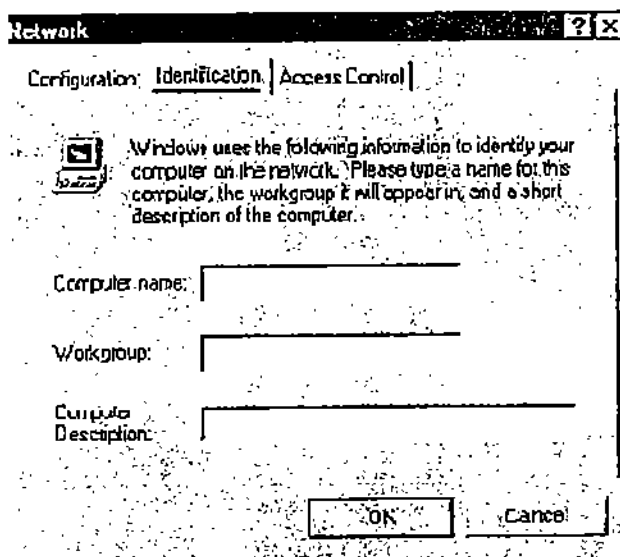 Network
Configuration Identification Access Control
Windows uses the following information to identify your
computer on the network. Please type a name for this
computer, the workgroup it will appear in, and a short
description of the computer.
Computer name:
Workgroup:
Computer
Description:
OK Cancel